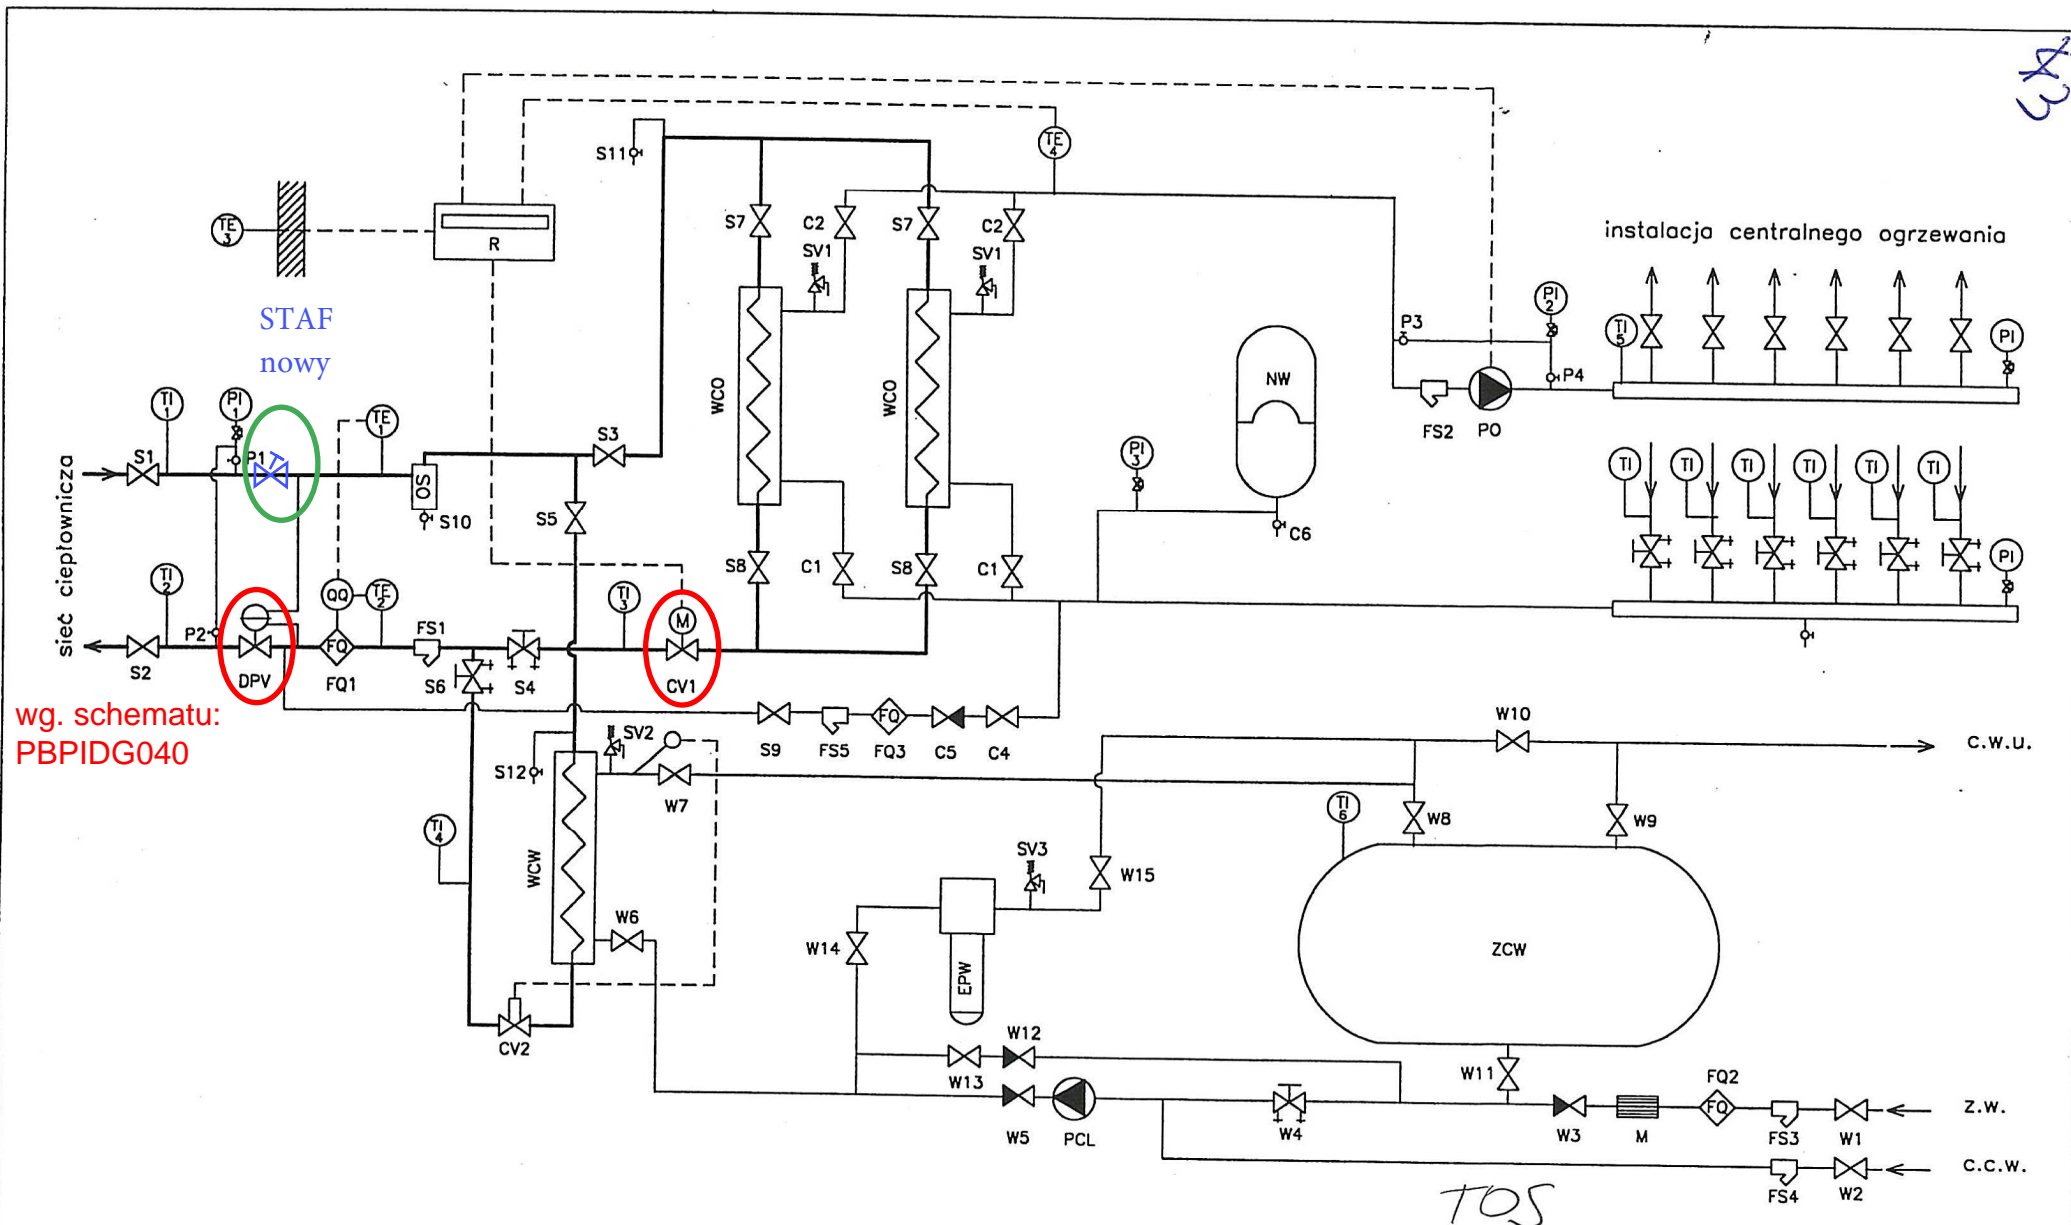 S11
TE
4
TE
3
R
S7
C2
S7
C2
SV1
SV1
instalacja centralnego ogrzewania
STAF
nowy
PI
2
P3
TI
5
PI
NW
P4
WCO
WCO
FS2
PO
TI
1
PI
1
TE
1
S3
S1
P1
PI
3
TI
TI
TI
TI
TI
TI
sieć ciepłownicza
OS
S10
S5
C6
S8
C1
S8
C1
PI
TI
2
QQ
TE
2
TI
3
M
P2
FS1
FQ
S2
DPV
FQ1
S6
S4
CV1
wg. schematu:
PBPIDG040
FQ
S9
FS5
FQ3
C5
C4
W10
c.w.u.
SV2
S12
W7
TI
6
W8
W9
TI
4
WCW
SV3
W15
W6
W14
EPW
ZCW
CV2
W12
W13
W11
FQ2
FQ
z.w.
W5
PCL
W4
W3
M
FS3
W1
c.c.w.
FS4
W2
TOS